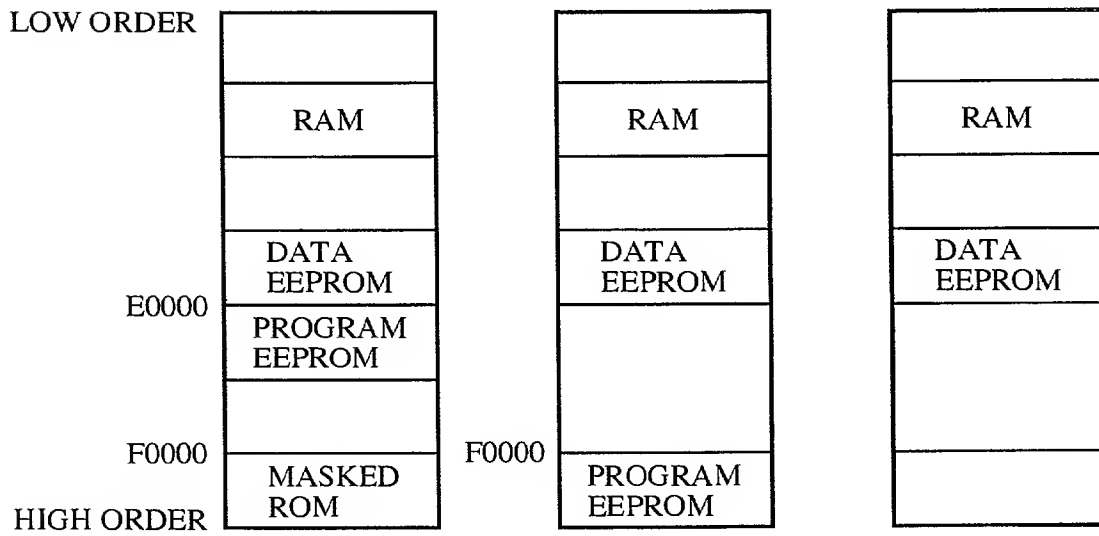 LOW ORDER
RAM
DATA
EEPROM
E0000
PROGRAM
EEPROM
F0000
MASKED
ROM
HIGH ORDER
RAM
DATA
EEPROM
F0000
PROGRAM
EEPROM
RAM
DATA
EEPROM